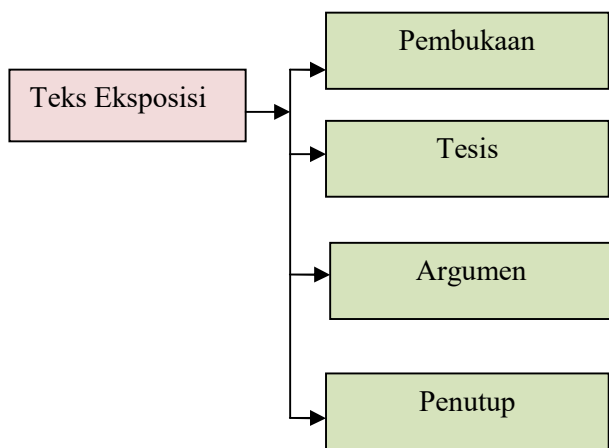 Teks Eksposisi
Pembukaan
Tesis
Argumen
Penutup